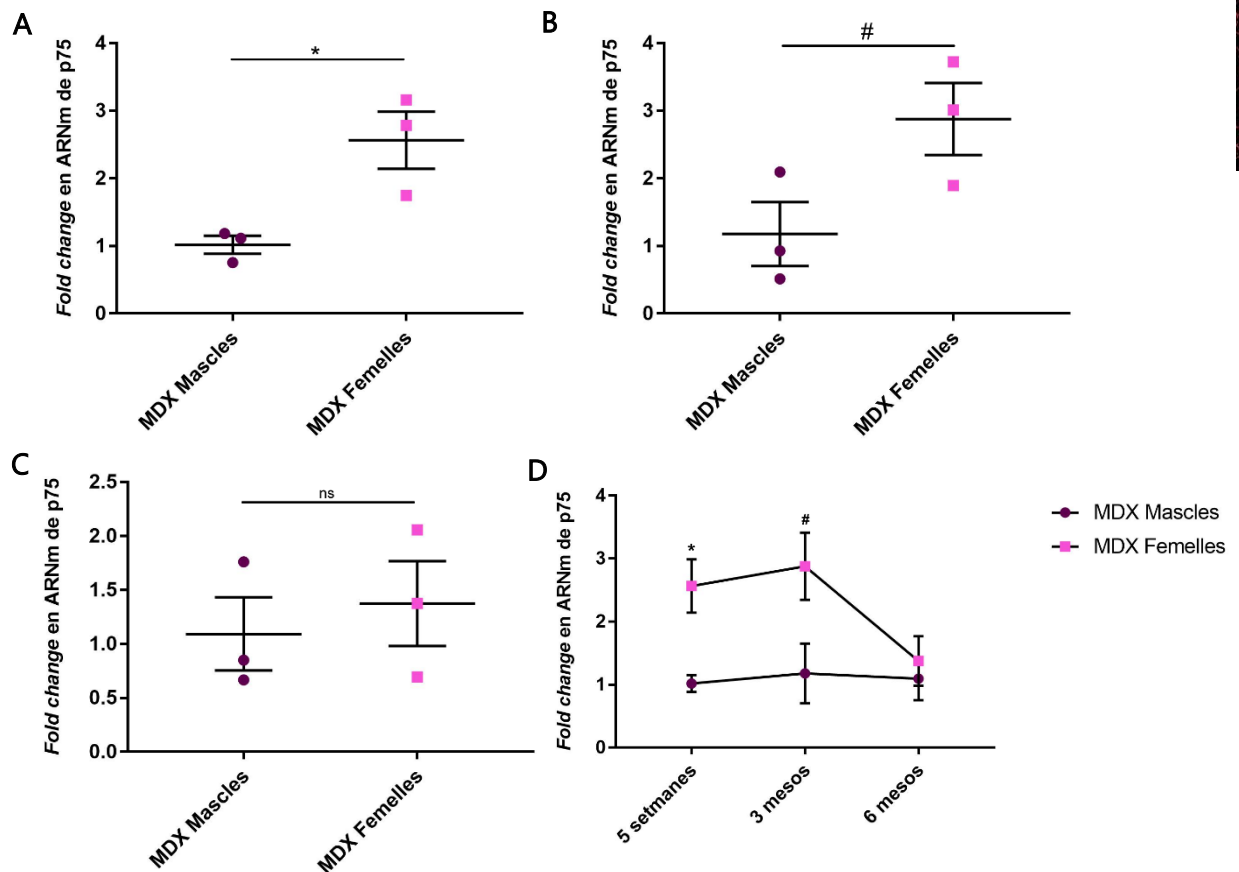 A
Fold change en ARNm de p75
4
3
2
1
0
*
MDX Mascles
MDX Femelles
B
Fold change en ARNm de p75
4
3
2
1
0
#
MDX Mascles
MDX Femelles
C
Fold change en ARNm de p75
2.5
2.0
1.5
1.0
0.5
0.0
ns
MDX Mascles
MDX Femelles
D
Fold change en ARNm de p75
4
3
2
1
0
*
#
5 setmanes
3 mesos
6 mesos
MDX Mascles
MDX Femelles